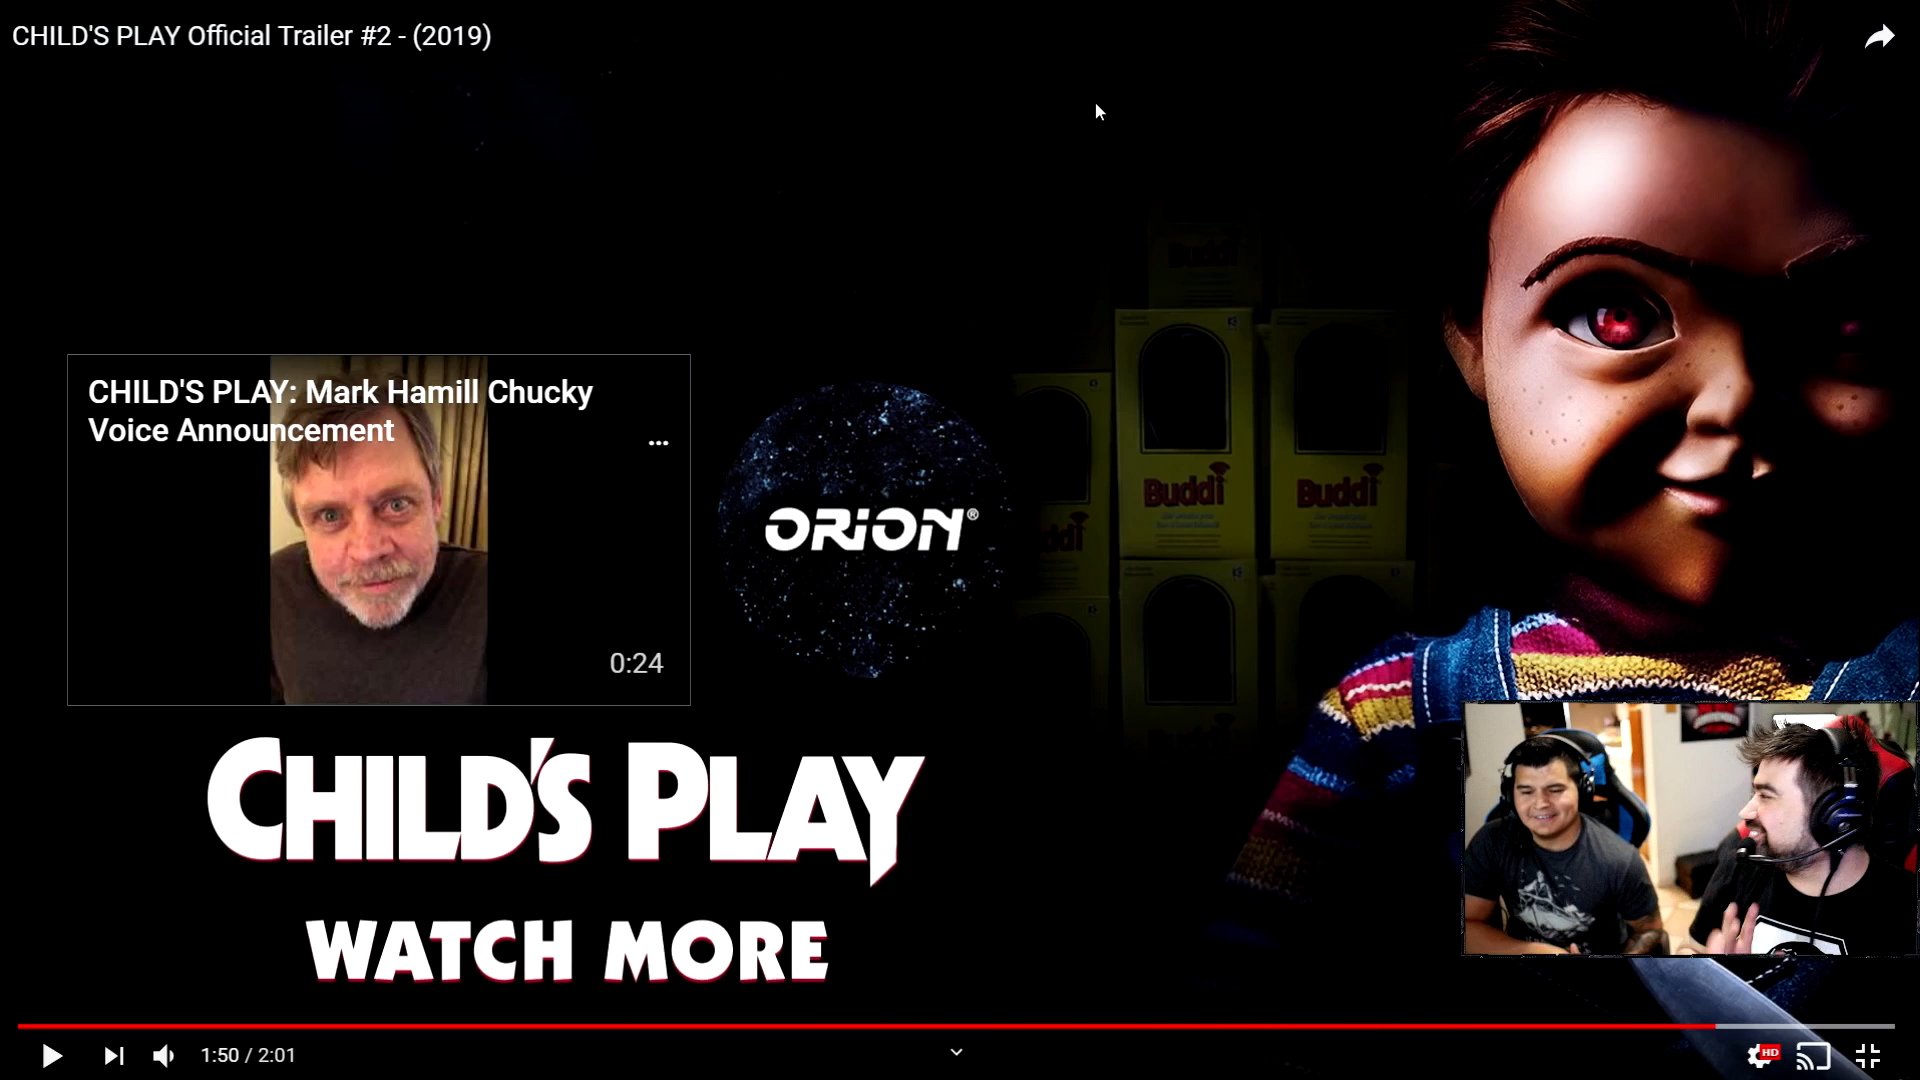 CHILD'S PLAY Official Trailer #2 - (2019)
CHILD'S PLAY: Mark Hamill Chucky
Voice Announcement
0:24
ORION®
Buddi
Buddi
Buddi
CHILD'S PLAY
WATCH MORE
1:50 / 2:01
HD